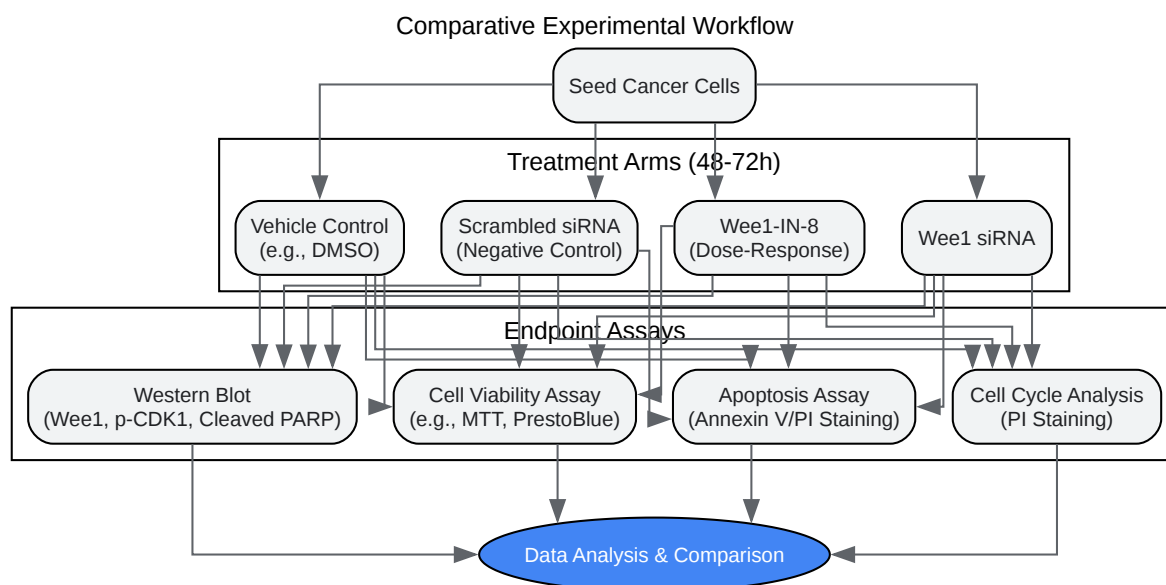 Comparative Experimental Workflow
Seed Cancer Cells
Treatment Arms (48-72h)
Vehicle Control
(e.g., DMSO)
Scrambled siRNA
(Negative Control)
Wee1-IN-8
(Dose-Response)
Wee1 siRNA
Endpoint Assays
Western Blot
(Wee1, p-CDK1, Cleaved PARP)
Cell Viability Assay
(e.g., MTT, PrestoBlue)
Apoptosis Assay
(Annexin V/PI Staining)
Cell Cycle Analysis
(PI Staining)
Data Analysis & Comparison